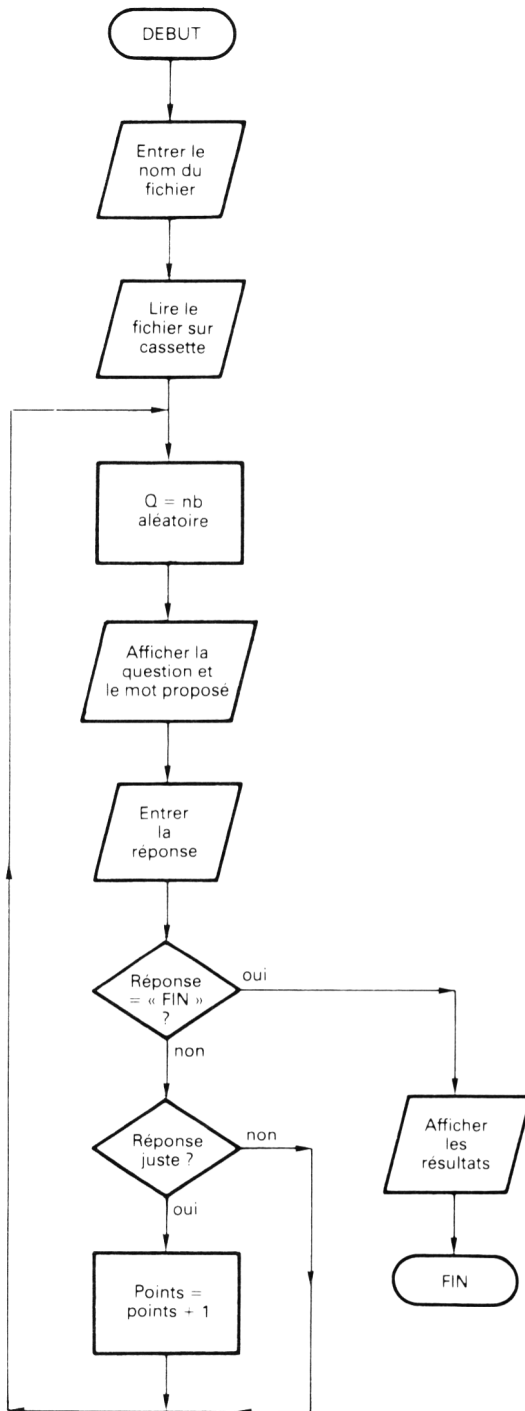 DEBUT
Entrer le
nom du
fichier
Lire le
fichier sur
cassette
Q = nb
aléatoire
Afficher la
question et
le mot proposé
Entrer
la
réponse
Réponse
= « FIN »
?
oui
non
Réponse
juste ?
non
oui
Afficher
les
résultats
Points =
points + 1
FIN